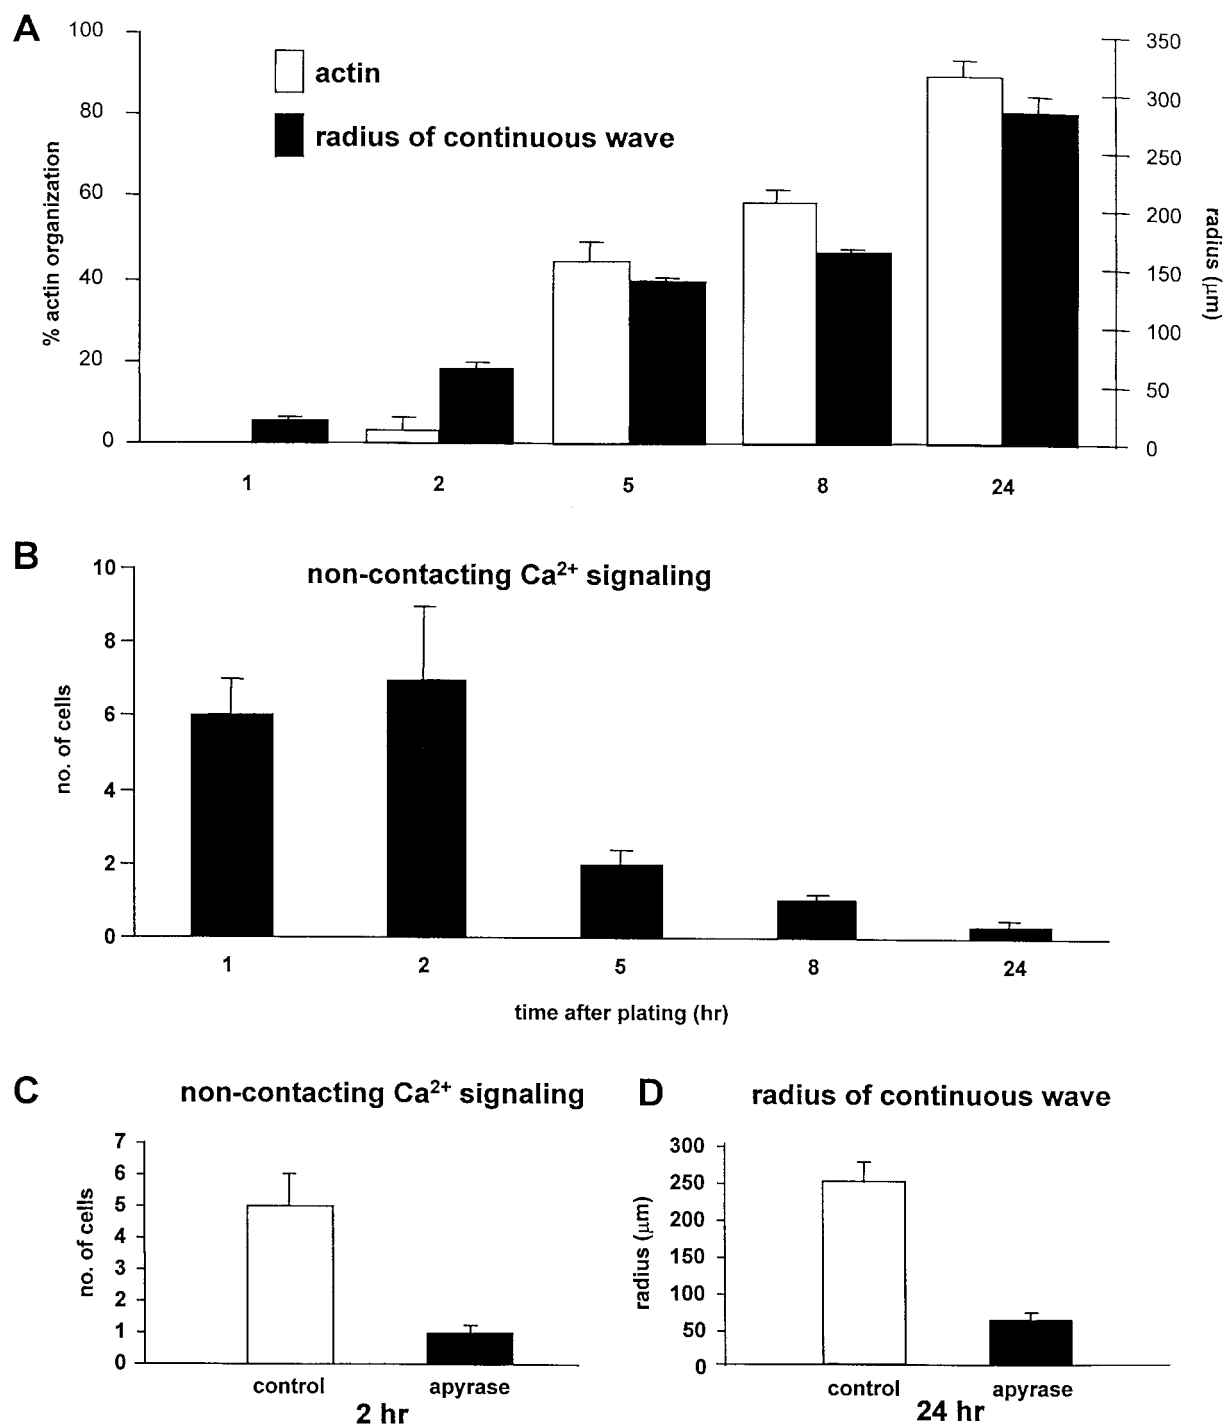 A
100
80
60
40
20
0
% actin organization
actin
radius of continuous wave
350
300
250
200
150
100
50
0
radius (μm)
1 2 5 8 24
B
non-contacting Ca²⁺ signaling
10
8
6
4
2
0
no. of cells
1 2 5 8 24
time after plating (hr)
C
non-contacting Ca²⁺ signaling
7
6
5
4
3
2
1
0
no. of cells
control apyrase
2 hr
D
radius of continuous wave
300
250
200
150
100
50
0
radius (μm)
control apyrase
24 hr